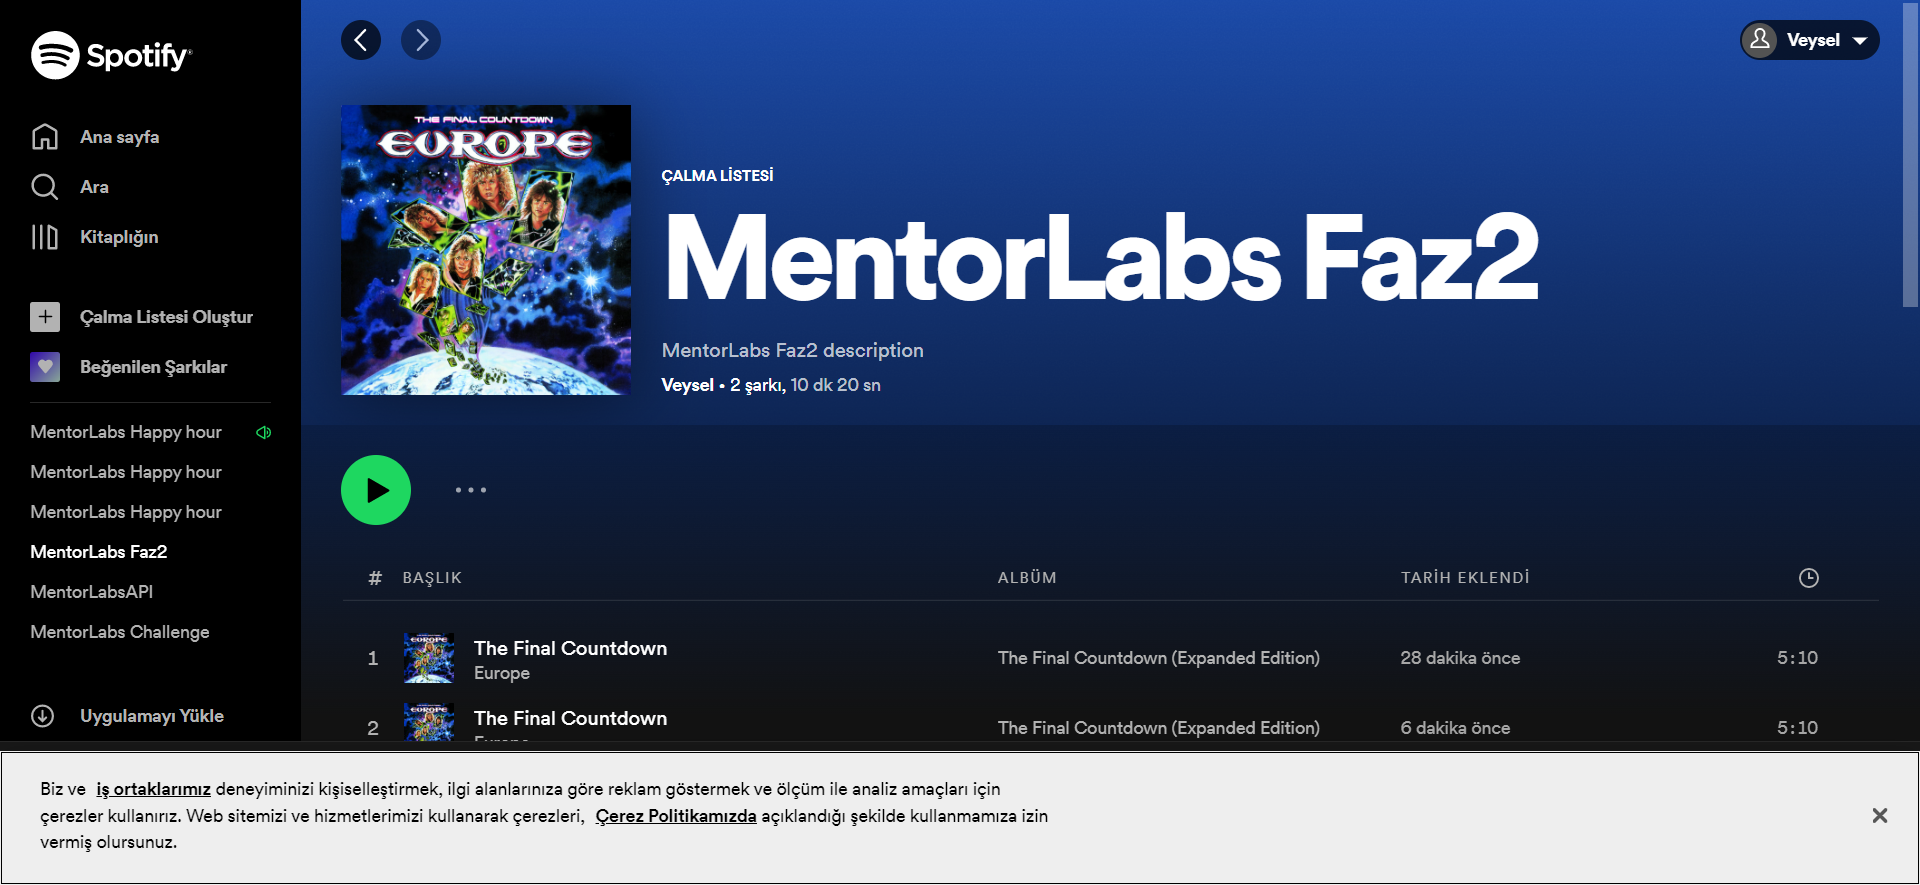 Spotify
Ana sayfa
Ara
Kitaplığın
Çalma Listesi Oluştur
Beğenilen Şarkılar
MentorLabs Happy hour
MentorLabs Happy hour
MentorLabs Happy hour
MentorLabs Faz2
MentorLabsAPI
MentorLabs Challenge
Uygulamayı Yükle
Veysel
THE FINAL COUNTDOWN
EUROPE
ÇALMA LİSTESİ
MentorLabs Faz2
MentorLabs Faz2 description
Veysel • 2 şarkı, 10 dk 20 sn
# BAŞLIK ALBÜM TARİH EKLENDİ
1 EUROPE The Final Countdown The Final Countdown (Expanded Edition) 28 dakika önce 5:10
Europe
2 EUROPE The Final Countdown The Final Countdown (Expanded Edition) 6 dakika önce 5:10
Europe
Biz ve iş ortaklarımız deneyiminizi kişiselleştirmek, ilgi alanlarınıza göre reklam göstermek ve ölçüm ile analiz amaçları için
çerezler kullanırız. Web sitemizi ve hizmetlerimizi kullanarak çerezleri, Çerez Politikamızda açıklandığı şekilde kullanmamıza izin
vermiş olursunuz.